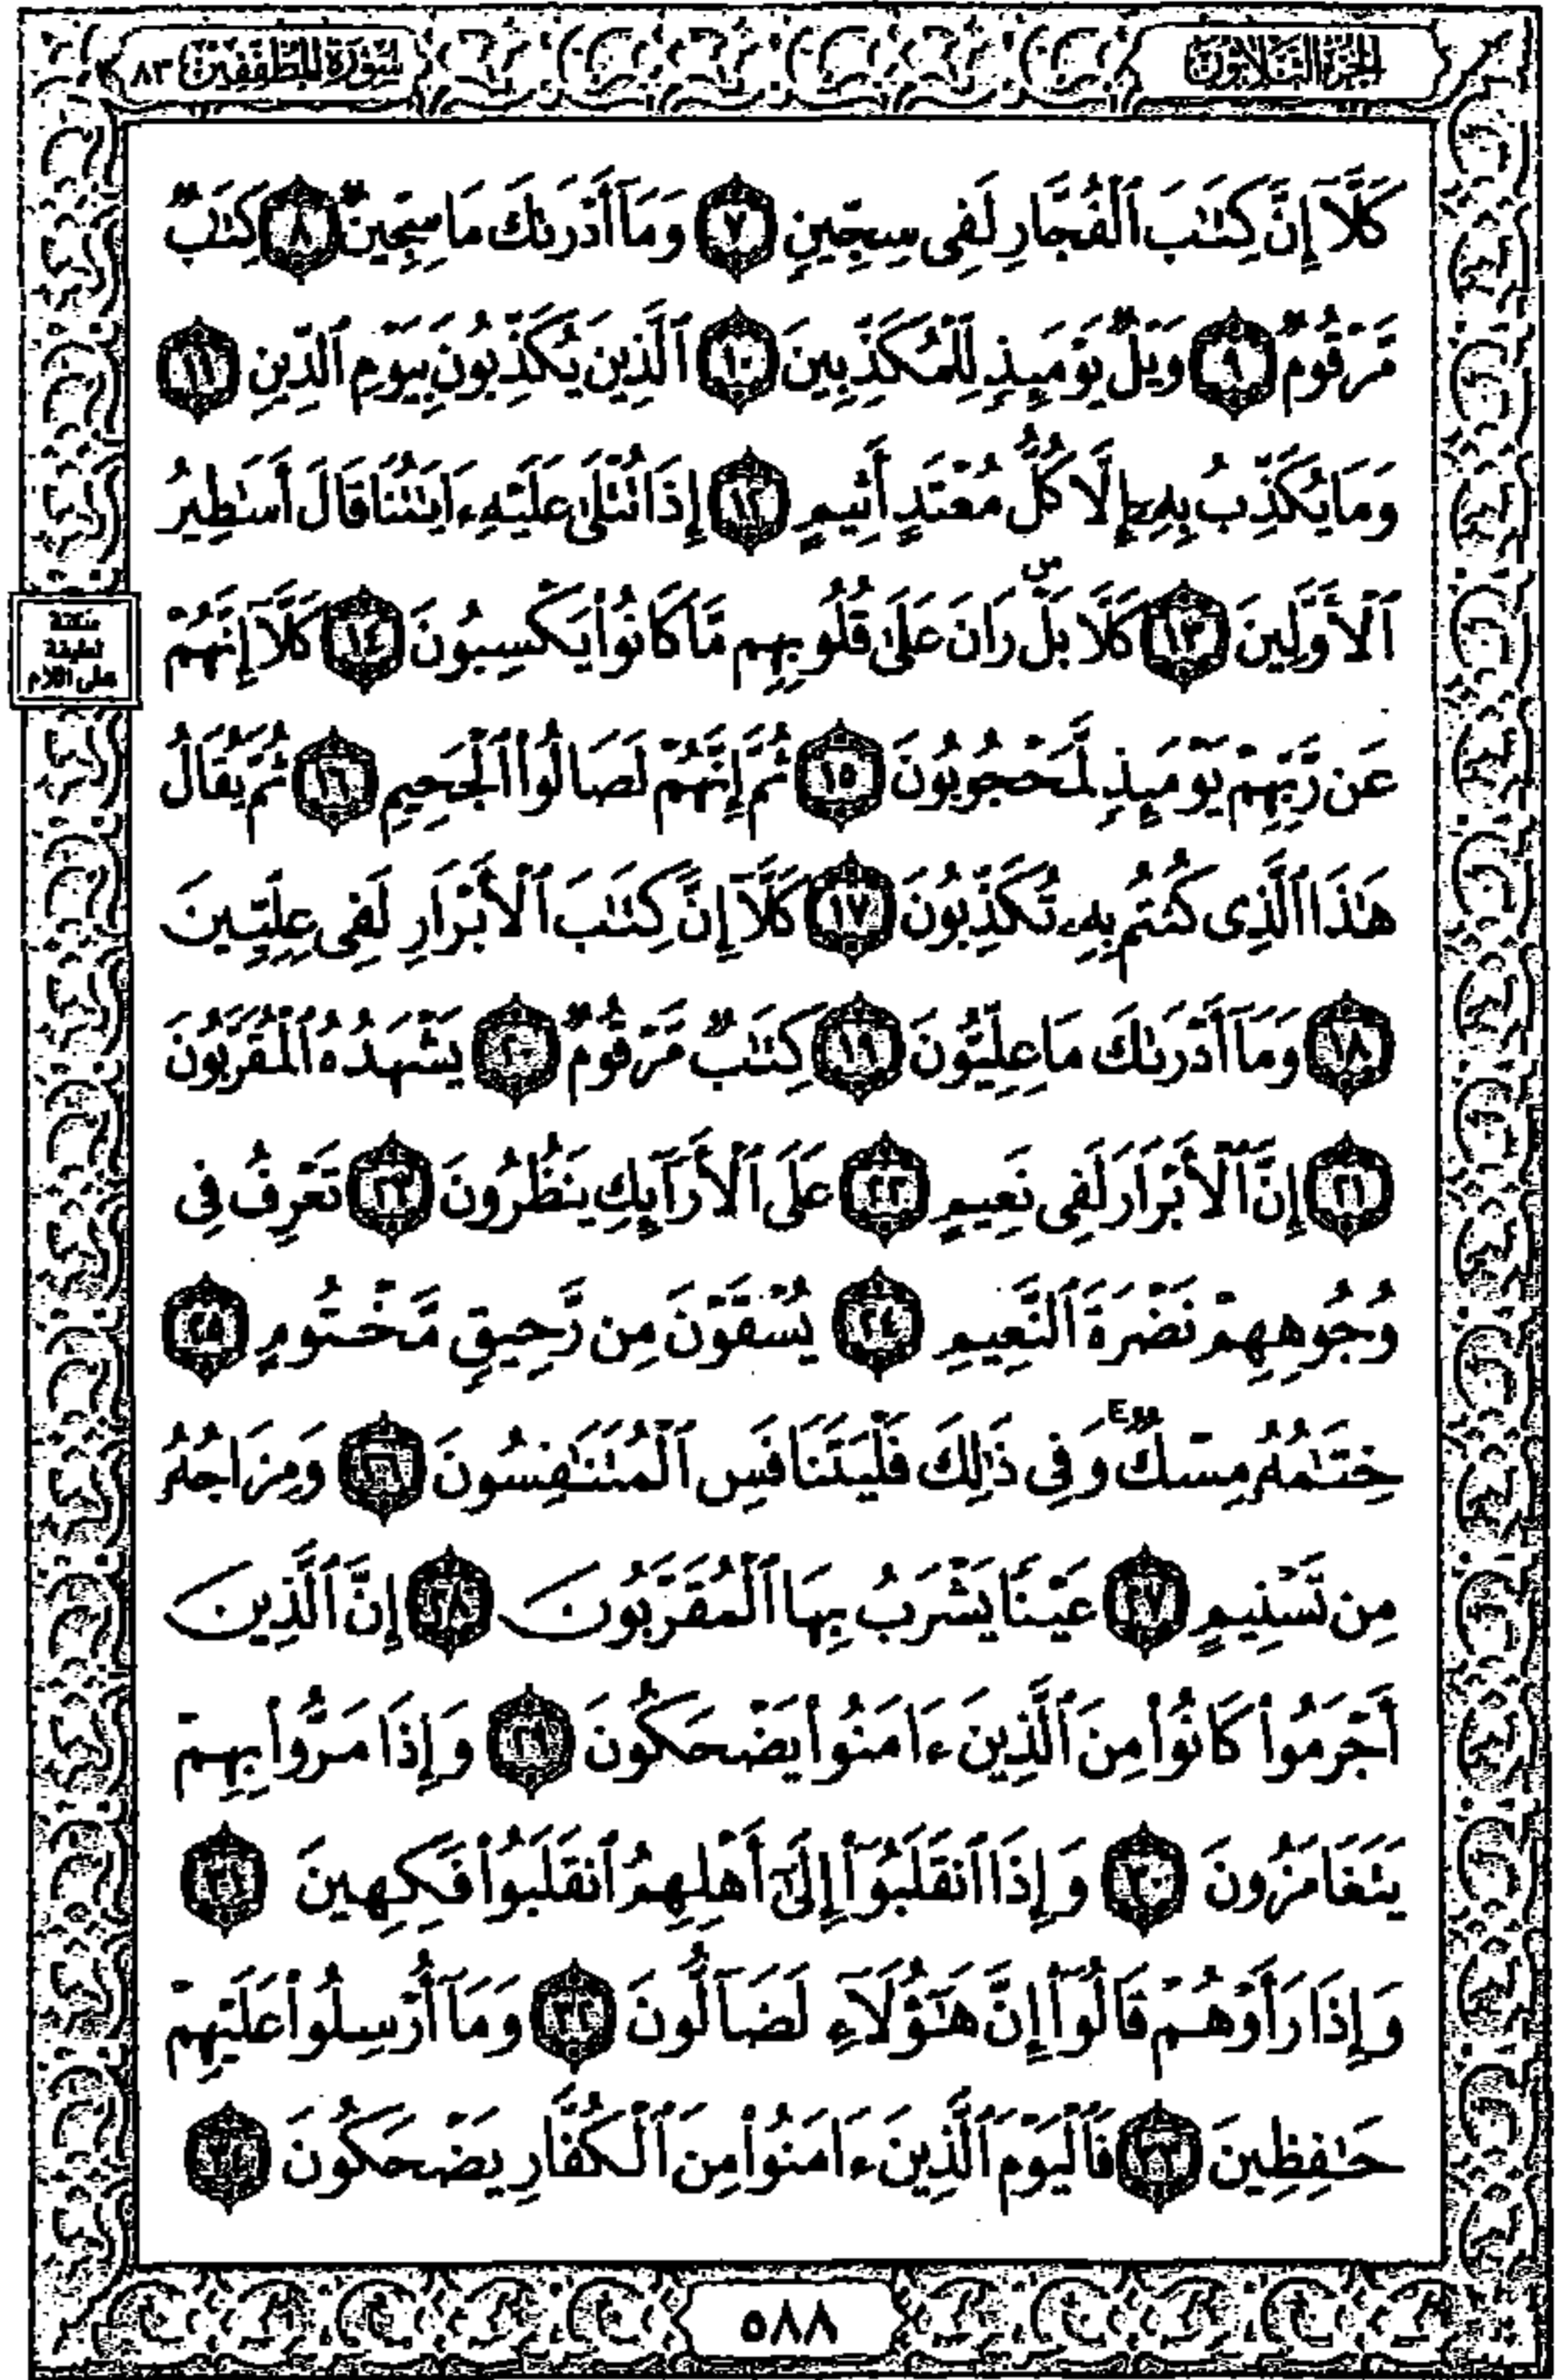 الجزء الثلاثون
سورة المطففين ٨٣
كَلَّآ إِنَّ كِتَٰبَ ٱلْفُجَّارِ لَفِى سِجِّينٍ ٧ وَمَآ أَدْرَىٰكَ مَا سِجِّينٌ ٨ كِتَٰبٌ
مَّرْقُومٌ ٩ وَيْلٌ يَوْمَئِذٍ لِّلْمُكَذِّبِينَ ١٠ ٱلَّذِينَ يُكَذِّبُونَ بِيَوْمِ ٱلدِّينِ ١١
وَمَا يُكَذِّبُ بِهِۦٓ إِلَّا كُلُّ مُعْتَدٍ أَثِيمٍ ١٢ إِذَا تُتْلَىٰ عَلَيْهِ ءَايَٰتُنَا قَالَ أَسَٰطِيرُ
ٱلْأَوَّلِينَ ١٣ كَلَّا بَلْ ۜ رَانَ عَلَىٰ قُلُوبِهِم مَّا كَانُوا۟ يَكْسِبُونَ ١٤ كَلَّآ إِنَّهُمْ
سكتة
لطيفة
على اللام
عَن رَّبِّهِمْ يَوْمَئِذٍ لَّمَحْجُوبُونَ ١٥ ثُمَّ إِنَّهُمْ لَصَالُوا۟ ٱلْجَحِيمِ ١٦ ثُمَّ يُقَالُ
هَٰذَا ٱلَّذِى كُنتُم بِهِۦ تُكَذِّبُونَ ١٧ كَلَّآ إِنَّ كِتَٰبَ ٱلْأَبْرَارِ لَفِى عِلِّيِّينَ
١٨ وَمَآ أَدْرَىٰكَ مَا عِلِّيُّونَ ١٩ كِتَٰبٌ مَّرْقُومٌ ٢٠ يَشْهَدُهُ ٱلْمُقَرَّبُونَ
٢١ إِنَّ ٱلْأَبْرَارَ لَفِى نَعِيمٍ ٢٢ عَلَى ٱلْأَرَآئِكِ يَنظُرُونَ ٢٣ تَعْرِفُ فِى
وُجُوهِهِمْ نَضْرَةَ ٱلنَّعِيمِ ٢٤ يُسْقَوْنَ مِن رَّحِيقٍ مَّخْتُومٍ ٢٥
خِتَٰمُهُۥ مِسْكٌ ۚ وَفِى ذَٰلِكَ فَلْيَتَنَافَسِ ٱلْمُتَنَٰفِسُونَ ٢٦ وَمِزَاجُهُۥ
مِن تَسْنِيمٍ ٢٧ عَيْنًا يَشْرَبُ بِهَا ٱلْمُقَرَّبُونَ ٢٨ إِنَّ ٱلَّذِينَ
أَجْرَمُوا۟ كَانُوا۟ مِنَ ٱلَّذِينَ ءَامَنُوا۟ يَضْحَكُونَ ٢٩ وَإِذَا مَرُّوا۟ بِهِمْ
يَتَغَامَزُونَ ٣٠ وَإِذَا ٱنقَلَبُوٓا۟ إِلَىٰٓ أَهْلِهِمُ ٱنقَلَبُوا۟ فَكِهِينَ ٣١
وَإِذَا رَأَوْهُمْ قَالُوٓا۟ إِنَّ هَٰٓؤُلَآءِ لَضَآلُّونَ ٣٢ وَمَآ أُرْسِلُوا۟ عَلَيْهِمْ
حَٰفِظِينَ ٣٣ فَٱلْيَوْمَ ٱلَّذِينَ ءَامَنُوا۟ مِنَ ٱلْكُفَّارِ يَضْحَكُونَ ٣٤
٥٨٨